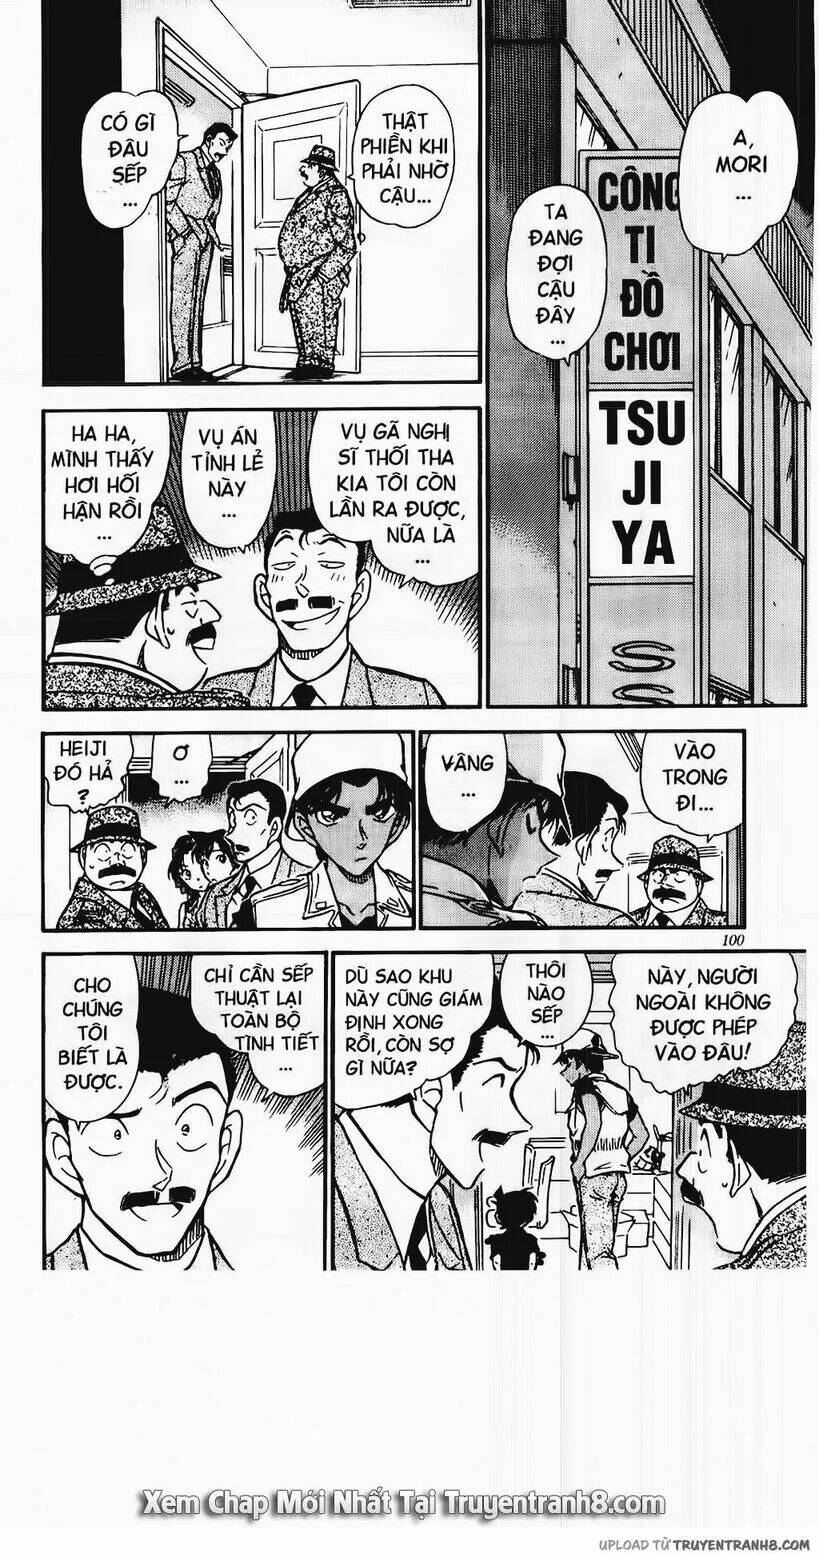 A,
MORI
...
TA
ĐANG
ĐỢI
CẬU
ĐÂY
...
CÔNG
TI
ĐỒ
CHƠI
TSU
JI
YA
S
S
THẬT
PHIỀN KHI
PHẢI NHỜ
CẬU...
CÓ GÌ
ĐÂU
SẾP
...
VỤ GÃ NGHỊ
SĨ THỐI THA
KIA TÔI CÒN
LẦN RA ĐƯỢC,
NỮA LÀ
...
VỤ ÁN
TỈNH LẺ
NÀY
...
HA HA,
MÌNH THẤY
HƠI HỐI
HẬN RỒI
...
VÀO
TRONG
ĐI...
VÂNG
...
Ơ
...
HEIJI
ĐÓ HẢ
?
100
NÀY, NGƯỜI
NGOÀI KHÔNG
ĐƯỢC PHÉP
VÀO ĐÂU!
THÔI
NÀO
SẾP
...
DÙ SAO KHU
NÀY CŨNG GIÁM
ĐỊNH XONG
RỒI, CÒN SỢ
GÌ NỮA?
CHỈ CẦN SẾP
THUẬT LẠI
TOÀN BỘ
TÌNH TIẾT
...
CHO
CHÚNG
TÔI
BIẾT LÀ
ĐƯỢC.
Xem Chap Mới Nhất Tại Truyentranh8.com
UPLOAD TỪ TRUYENTRANH8.COM